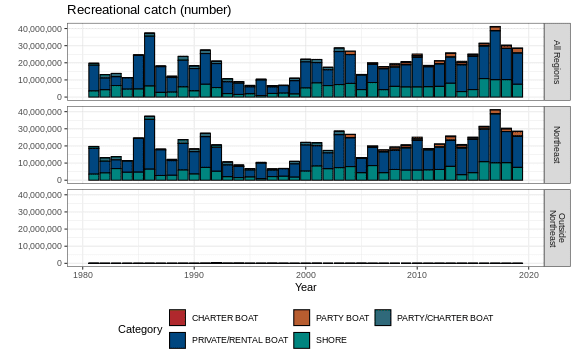 Recreational catch (number)
40,000,000
30,000,000
20,000,000
10,000,000
0
All Regions
40,000,000
30,000,000
20,000,000
10,000,000
0
Northeast
40,000,000
30,000,000
20,000,000
10,000,000
0
Outside
Northeast
1980 1990 2000 2010 2020
Year
Category
CHARTER BOAT PARTY BOAT PARTY/CHARTER BOAT
PRIVATE/RENTAL BOAT SHORE